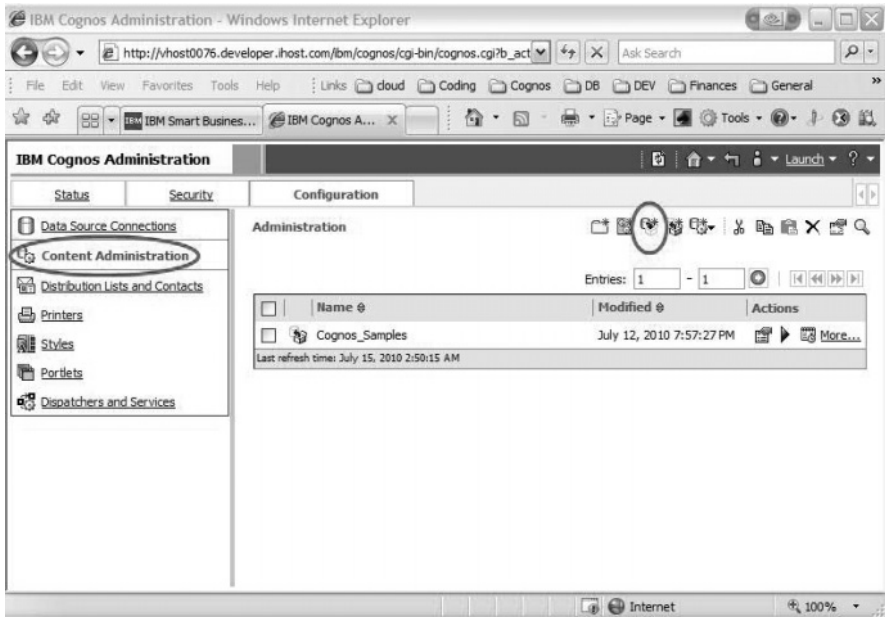 IBM Cognos Administration - Windows Internet Explorer
http://vhost0076.developer.ihost.com/ibm/cognos/cgi-bin/cognos.cgi?b_act
Ask Search
File Edit View Favorites Tools Help Links cloud Coding Cognos DB DEV Finances General »
IBM IBM Smart Busines... IBM Cognos A... X Page Tools
IBM Cognos Administration Launch ?
Status Security Configuration
Data Source Connections
Content Administration
Distribution Lists and Contacts
Printers
Styles
Portlets
Dispatchers and Services
Administration
Entries: 1 - 1
Name Modified Actions
Cognos_Samples July 12, 2010 7:57:27 PM More...
Last refresh time: July 15, 2010 2:50:15 AM
Internet 100%